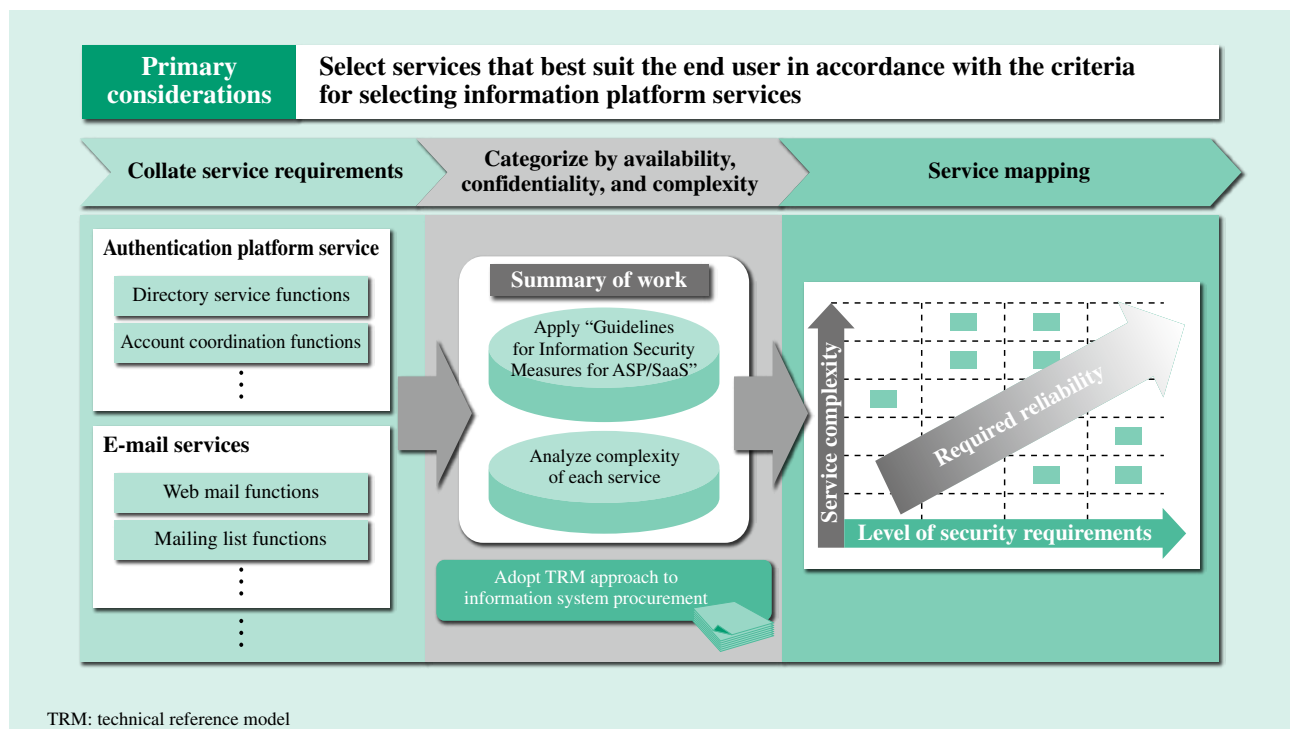 Primary
considerations
Select services that best suit the end user in accordance with the criteria
for selecting information platform services
Collate service requirements
Categorize by availability,
confidentiality, and complexity
Service mapping
Authentication platform service
Directory service functions
Account coordination functions
E-mail services
Web mail functions
Mailing list functions
Summary of work
Apply “Guidelines
for Information Security
Measures for ASP/SaaS”
Analyze complexity
of each service
Adopt TRM approach to
information system procurement
Service complexity
Required reliability
Level of security requirements
TRM: technical reference model